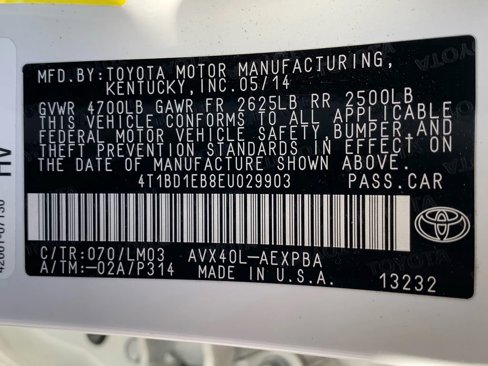 MFD.BY:TOYOTA MOTOR MANUFACTURING,
KENTUCKY,INC.05/14
GVWR 4700LB GAWR FR 2625LB RR 2500LB
THIS VEHICLE CONFORMS TO ALL APPLICABLE
FEDERAL MOTOR VEHICLE SAFETY,BUMPER,AND
THEFT PREVENTION STANDARDS IN EFFECT ON
THE DATE OF MANUFACTURE SHOWN ABOVE.
4T1BD1EB8EU029903 PASS.CAR
C/TR:070/LM03 AVX40L-AEXPBA
A/TM:-02A/P314 MADE IN U.S.A. 13232
HV